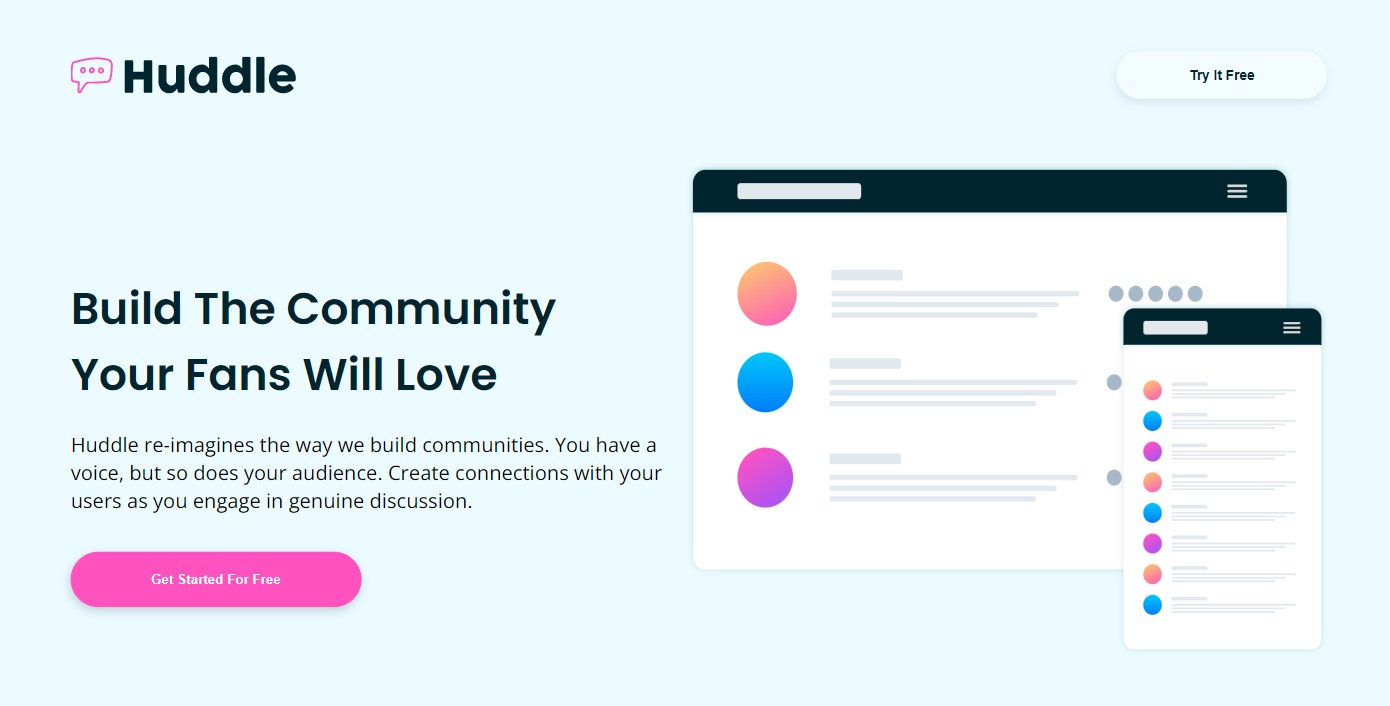 Huddle
Try It Free
Build The Community
Your Fans Will Love
Huddle re-imagines the way we build communities. You have a
voice, but so does your audience. Create connections with your
users as you engage in genuine discussion.
Get Started For Free